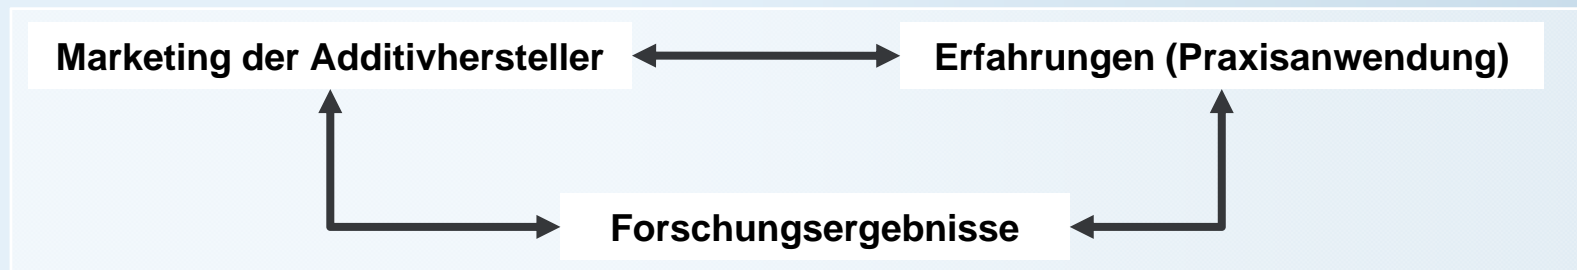 Marketing der Additivhersteller
Erfahrungen (Praxisanwendung)
Forschungsergebnisse